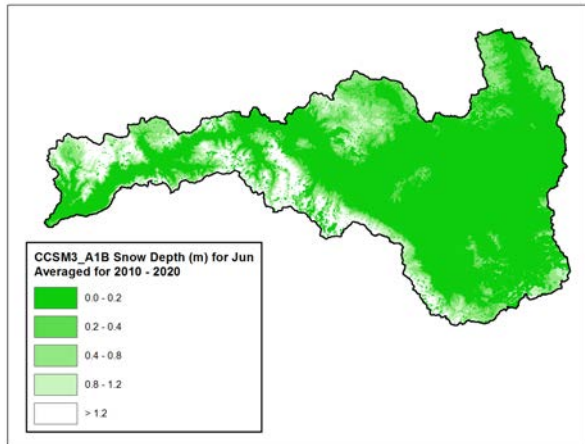 CCSM3_A1B Snow Depth (m) for Jun
Averaged for 2010 - 2020
0.0 - 0.2
0.2 - 0.4
0.4 - 0.8
0.8 - 1.2
> 1.2